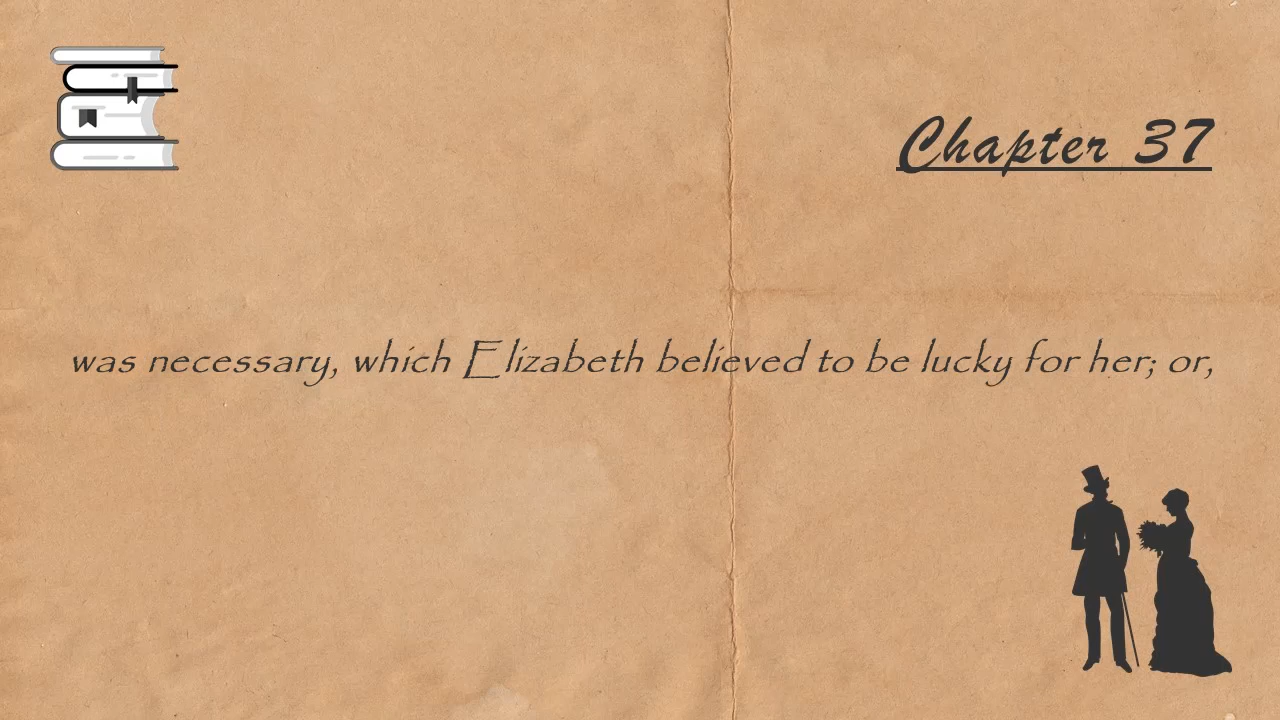 Chapter 37
was necessary, which Elizabeth believed to be lucky for her; or,